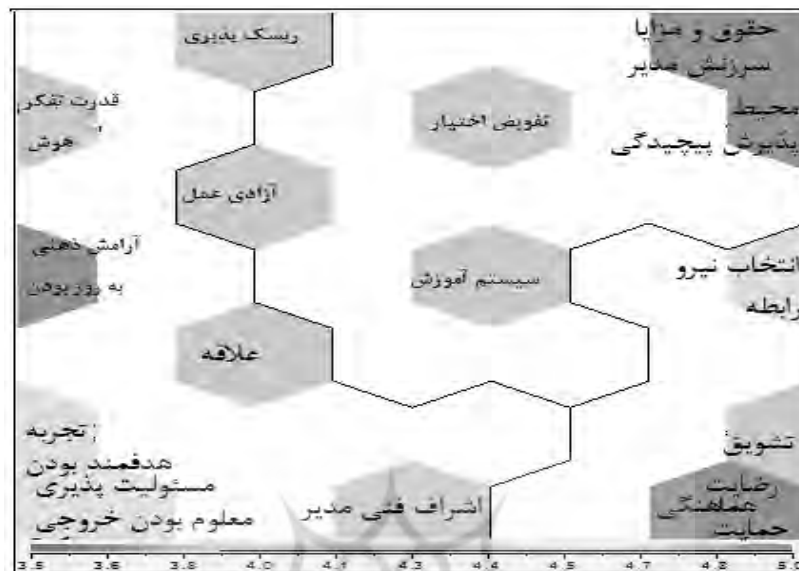 حقوق و مزایا
سرزنش مدیر
محیط
پذیرش پیچیدگی
ریسک پذیری
تفویض اختیار
قدرت تفکر
هوش
آزادی عمل
آرامش ذهنی
به روز بودن
سیستم آموزش
انتخاب نیرو
رابطه
علاقه
تشویق
رضایت
هماهنگی
حمایت
تجربه
هدفمند بودن
مسئولیت پذیری
معلوم بودن خروجی
اشراف فنی مدیر
3.5 3.6 3.8 4.0 4.1 4.3 4.4 4.5 4.7 4.8 5.0